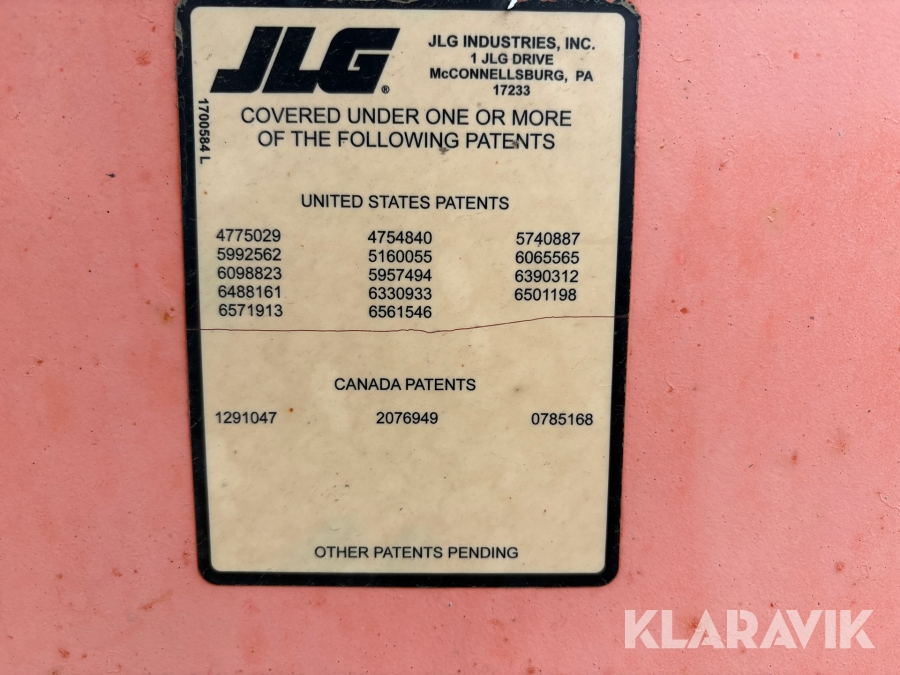 JLG®
JLG INDUSTRIES, INC.
1 JLG DRIVE
McCONNELLSBURG, PA
17233
1700584 L
COVERED UNDER ONE OR MORE
OF THE FOLLOWING PATENTS
UNITED STATES PATENTS
4775029 4754840 5740887
5992562 5160055 6065565
6098823 5957494 6390312
6488161 6330933 6501198
6571913 6561546
CANADA PATENTS
1291047 2076949 0785168
OTHER PATENTS PENDING
KLARAVIK